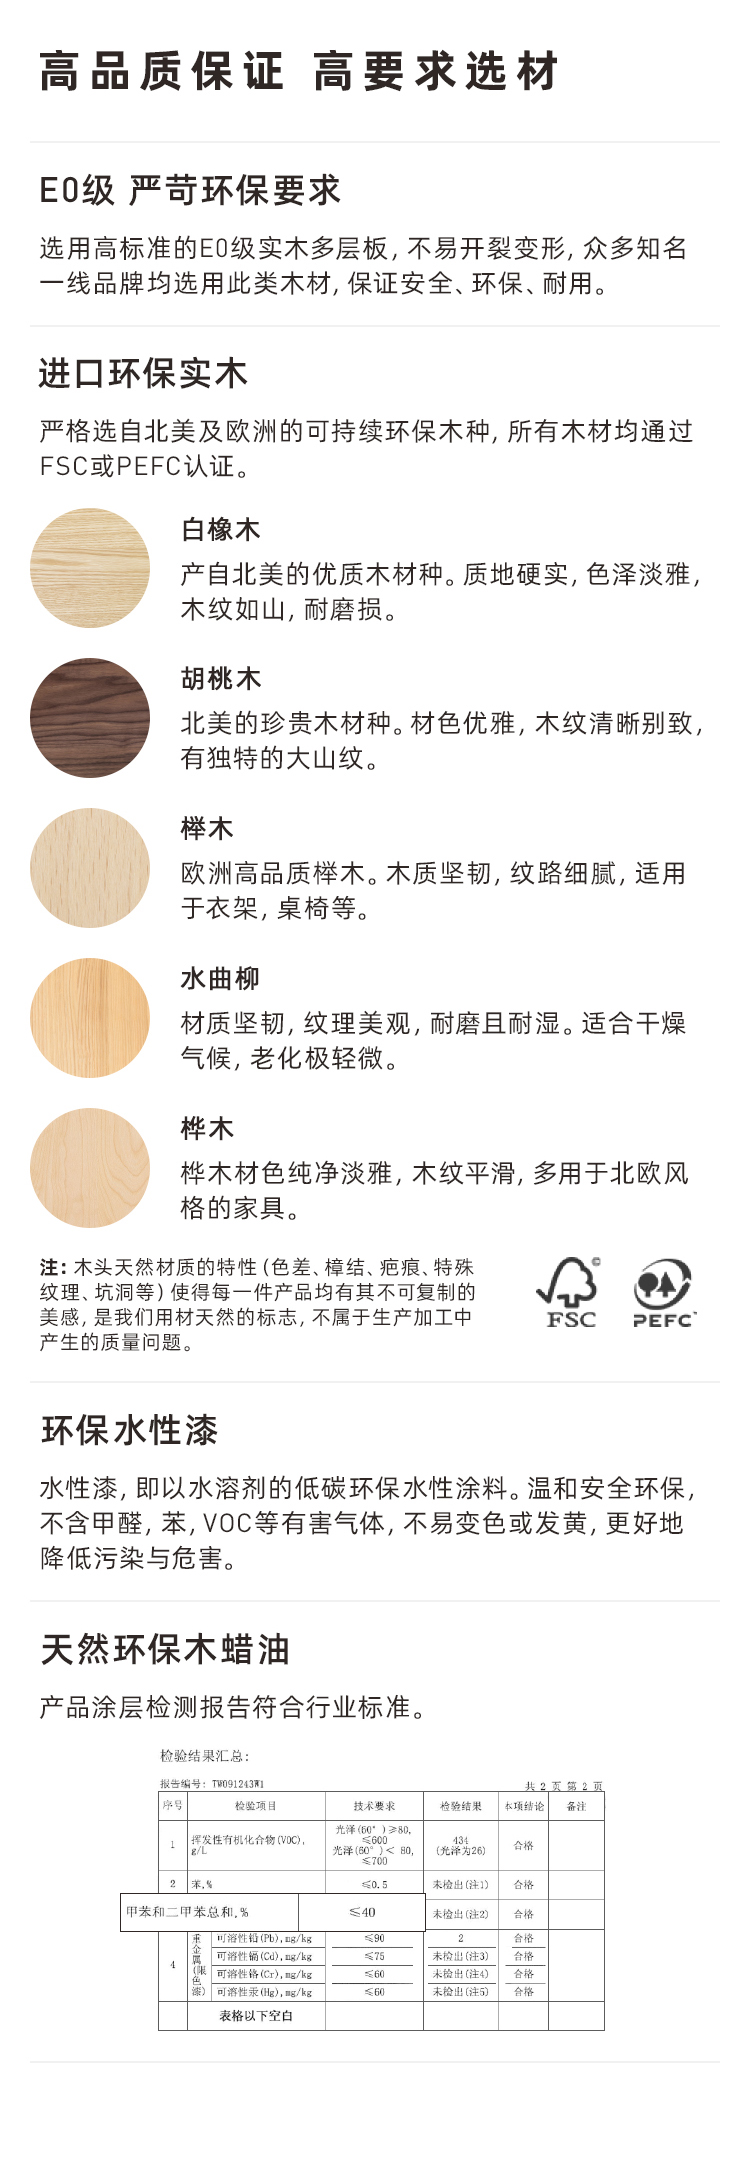 高品质保证 高要求选材
E0级 严苛环保要求
选用高标准的E0级实木多层板, 不易开裂变形, 众多知名
一线品牌均选用此类木材, 保证安全、环保、耐用。
进口环保实木
严格选自北美及欧洲的可持续环保木种, 所有木材均通过
FSC或PEFC认证。
白橡木
产自北美的优质木材种。质地硬实, 色泽淡雅,
木纹如山, 耐磨损。
胡桃木
北美的珍贵木材种。材色优雅, 木纹清晰别致,
有独特的大山纹。
榉木
欧洲高品质榉木。木质坚韧, 纹路细腻, 适用
于衣架, 桌椅等。
水曲柳
材质坚韧, 纹理美观, 耐磨且耐湿。适合干燥
气候, 老化极轻微。
桦木
桦木材色纯净淡雅, 木纹平滑, 多用于北欧风
格的家具。
注: 木头天然材质的特性 (色差、樟结、疤痕、特殊
纹理、坑洞等) 使得每一件产品均有其不可复制的
美感, 是我们用材天然的标志, 不属于生产加工中
产生的质量问题。
©
FSC
PEFC™
环保水性漆
水性漆, 即以水溶剂的低碳环保水性涂料。温和安全环保,
不含甲醛, 苯, VOC等有害气体, 不易变色或发黄, 更好地
降低污染与危害。
天然环保木蜡油
产品涂层检测报告符合行业标准。
检验结果汇总:
报告编号: TW091243W1 共 2 页 第 2 页
序号 检验项目 技术要求 检验结果 本项结论 备注
1 挥发性有机化合物(VOC), g/L 光泽(60°)≥80, ≤600 光泽(60°)< 80, ≤700 434 (光泽为26) 合格
2 苯,% ≤0.5 未检出(注1) 合格
甲苯和二甲苯总和,% ≤40 未检出(注2) 合格
4 重金属(限色漆) 可溶性铅(Pb),mg/kg ≤90 2 合格
可溶性镉(Cd),mg/kg ≤75 未检出(注3) 合格
可溶性铬(Cr),mg/kg ≤60 未检出(注4) 合格
可溶性汞(Hg),mg/kg ≤60 未检出(注5) 合格
表格以下空白